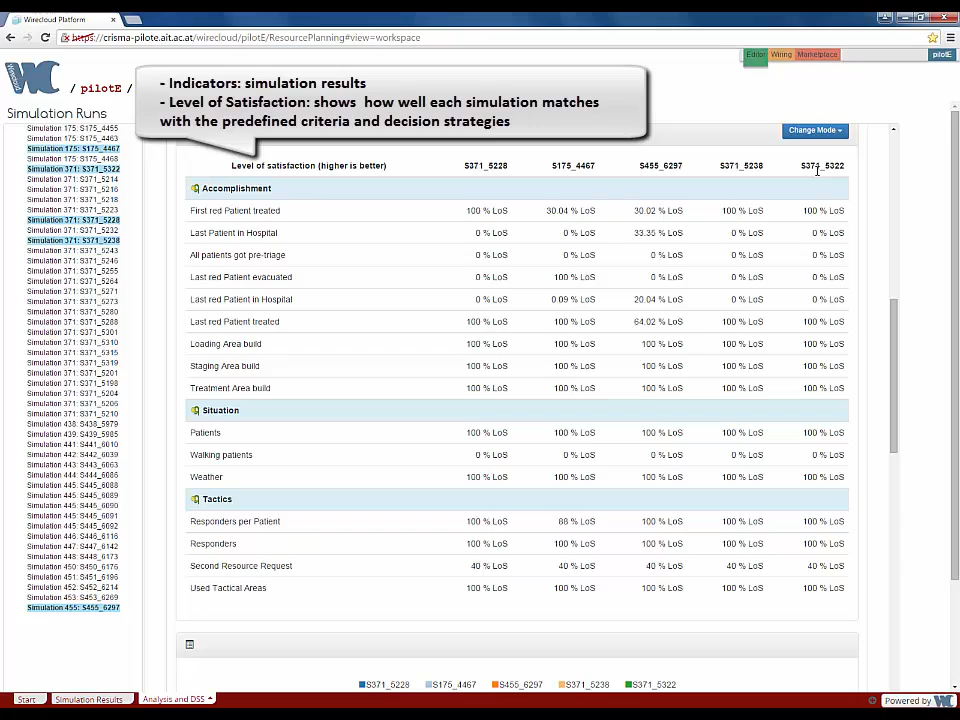 Wirecloud Platform
https://crisma-pilote.ait.ac.at/wirecloud/pilotE/ResourcePlanning#view=workspace
Editor Wiring Marketplace pilotE
WC / pilotE /
- Indicators: simulation results
- Level of Satisfaction: shows how well each simulation matches
with the predefined criteria and decision strategies
Simulation Runs
Simulation 175: S175_4455
Simulation 175: S175_4463
Simulation 175: S175_4467
Simulation 175: S175_4468
Simulation 371: S371_5322
Simulation 371: S371_5214
Simulation 371: S371_5216
Simulation 371: S371_5218
Simulation 371: S371_5223
Simulation 371: S371_5228
Simulation 371: S371_5232
Simulation 371: S371_5238
Simulation 371: S371_5243
Simulation 371: S371_5246
Simulation 371: S371_5255
Simulation 371: S371_5264
Simulation 371: S371_5271
Simulation 371: S371_5273
Simulation 371: S371_5280
Simulation 371: S371_5288
Simulation 371: S371_5301
Simulation 371: S371_5310
Simulation 371: S371_5315
Simulation 371: S371_5319
Simulation 371: S371_5201
Simulation 371: S371_5198
Simulation 371: S371_5204
Simulation 371: S371_5206
Simulation 371: S371_5210
Simulation 438: S438_5979
Simulation 439: S439_5985
Simulation 441: S441_6010
Simulation 442: S442_6039
Simulation 443: S443_6063
Simulation 444: S444_6086
Simulation 445: S445_6088
Simulation 445: S445_6089
Simulation 445: S445_6090
Simulation 445: S445_6091
Simulation 445: S445_6092
Simulation 446: S446_6116
Simulation 447: S447_6142
Simulation 448: S448_6173
Simulation 450: S450_6176
Simulation 451: S451_6196
Simulation 452: S452_6214
Simulation 453: S453_6269
Simulation 455: S455_6297
Change Mode
Level of satisfaction (higher is better) S371_5228 S175_4467 S455_6297 S371_5238 S371_5322
Accomplishment
First red Patient treated 100 % LoS 30.04 % LoS 30.02 % LoS 100 % LoS 100 % LoS
Last Patient in Hospital 0 % LoS 0 % LoS 33.35 % LoS 0 % LoS 0 % LoS
All patients got pre-triage 0 % LoS 0 % LoS 0 % LoS 0 % LoS 0 % LoS
Last red Patient evacuated 0 % LoS 100 % LoS 0 % LoS 0 % LoS 0 % LoS
Last red Patient in Hospital 0 % LoS 0.09 % LoS 20.04 % LoS 0 % LoS 0 % LoS
Last red Patient treated 100 % LoS 100 % LoS 64.02 % LoS 100 % LoS 100 % LoS
Loading Area build 100 % LoS 100 % LoS 100 % LoS 100 % LoS 100 % LoS
Staging Area build 100 % LoS 100 % LoS 100 % LoS 100 % LoS 100 % LoS
Treatment Area build 100 % LoS 100 % LoS 100 % LoS 100 % LoS 100 % LoS
Situation
Patients 100 % LoS 100 % LoS 100 % LoS 100 % LoS 100 % LoS
Walking patients 0 % LoS 0 % LoS 0 % LoS 0 % LoS 0 % LoS
Weather 100 % LoS 100 % LoS 100 % LoS 100 % LoS 100 % LoS
Tactics
Responders per Patient 100 % LoS 88 % LoS 100 % LoS 100 % LoS 100 % LoS
Responders 100 % LoS 100 % LoS 100 % LoS 100 % LoS 100 % LoS
Second Resource Request 40 % LoS 40 % LoS 40 % LoS 40 % LoS 40 % LoS
Used Tactical Areas 100 % LoS 100 % LoS 100 % LoS 100 % LoS 100 % LoS
S371_5228 S175_4467 S455_6297 S371_5238 S371_5322
Start Simulation Results Analysis and DSS Powered by WC